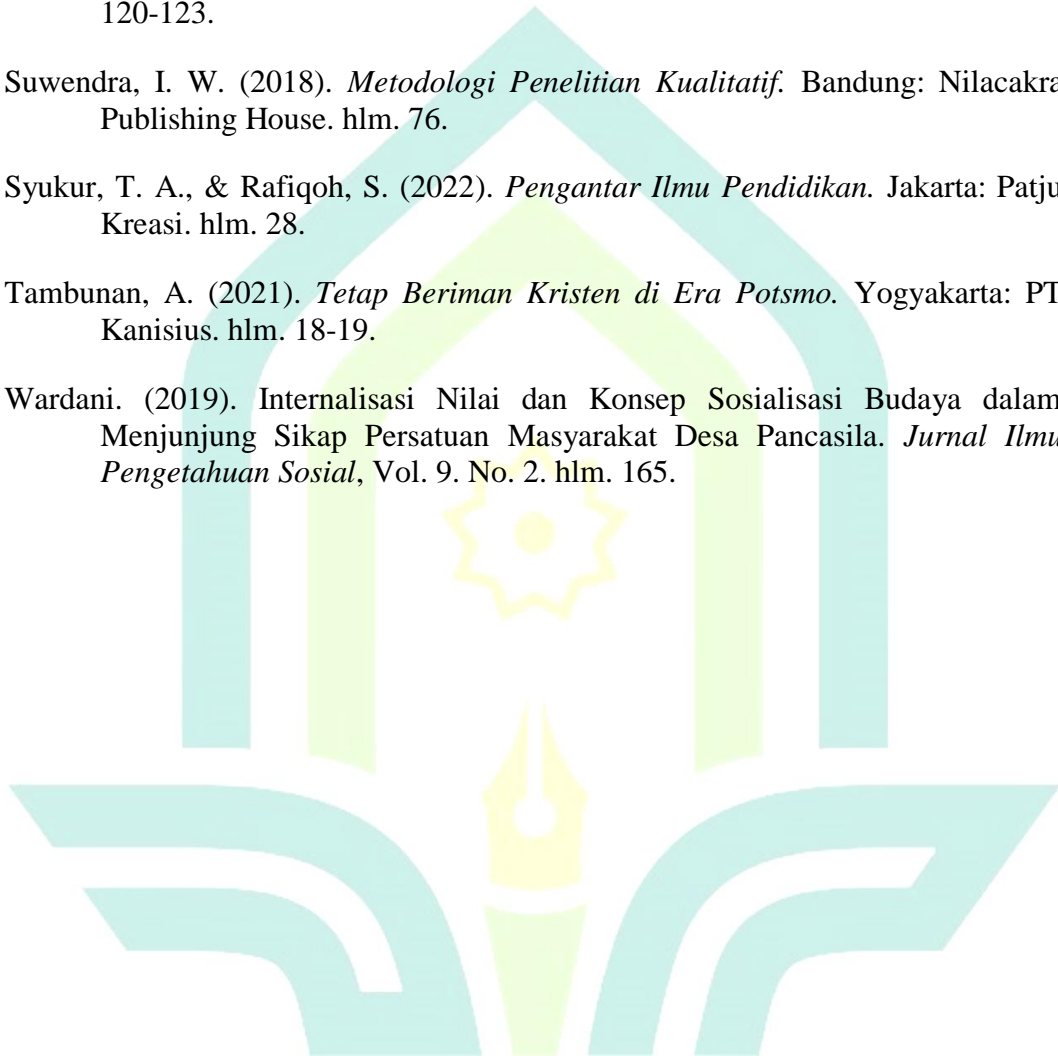 120-123.
Suwendra, I. W. (2018). Metodologi Penelitian Kualitatif. Bandung: Nilacakra
Publishing House. hlm. 76.
Syukur, T. A., & Rafiqoh, S. (2022). Pengantar Ilmu Pendidikan. Jakarta: Patju
Kreasi. hlm. 28.
Tambunan, A. (2021). Tetap Beriman Kristen di Era Potsmo. Yogyakarta: PT
Kanisius. hlm. 18-19.
Wardani. (2019). Internalisasi Nilai dan Konsep Sosialisasi Budaya dalam
Menjunjung Sikap Persatuan Masyarakat Desa Pancasila. Jurnal Ilmu
Pengetahuan Sosial, Vol. 9. No. 2. hlm. 165.